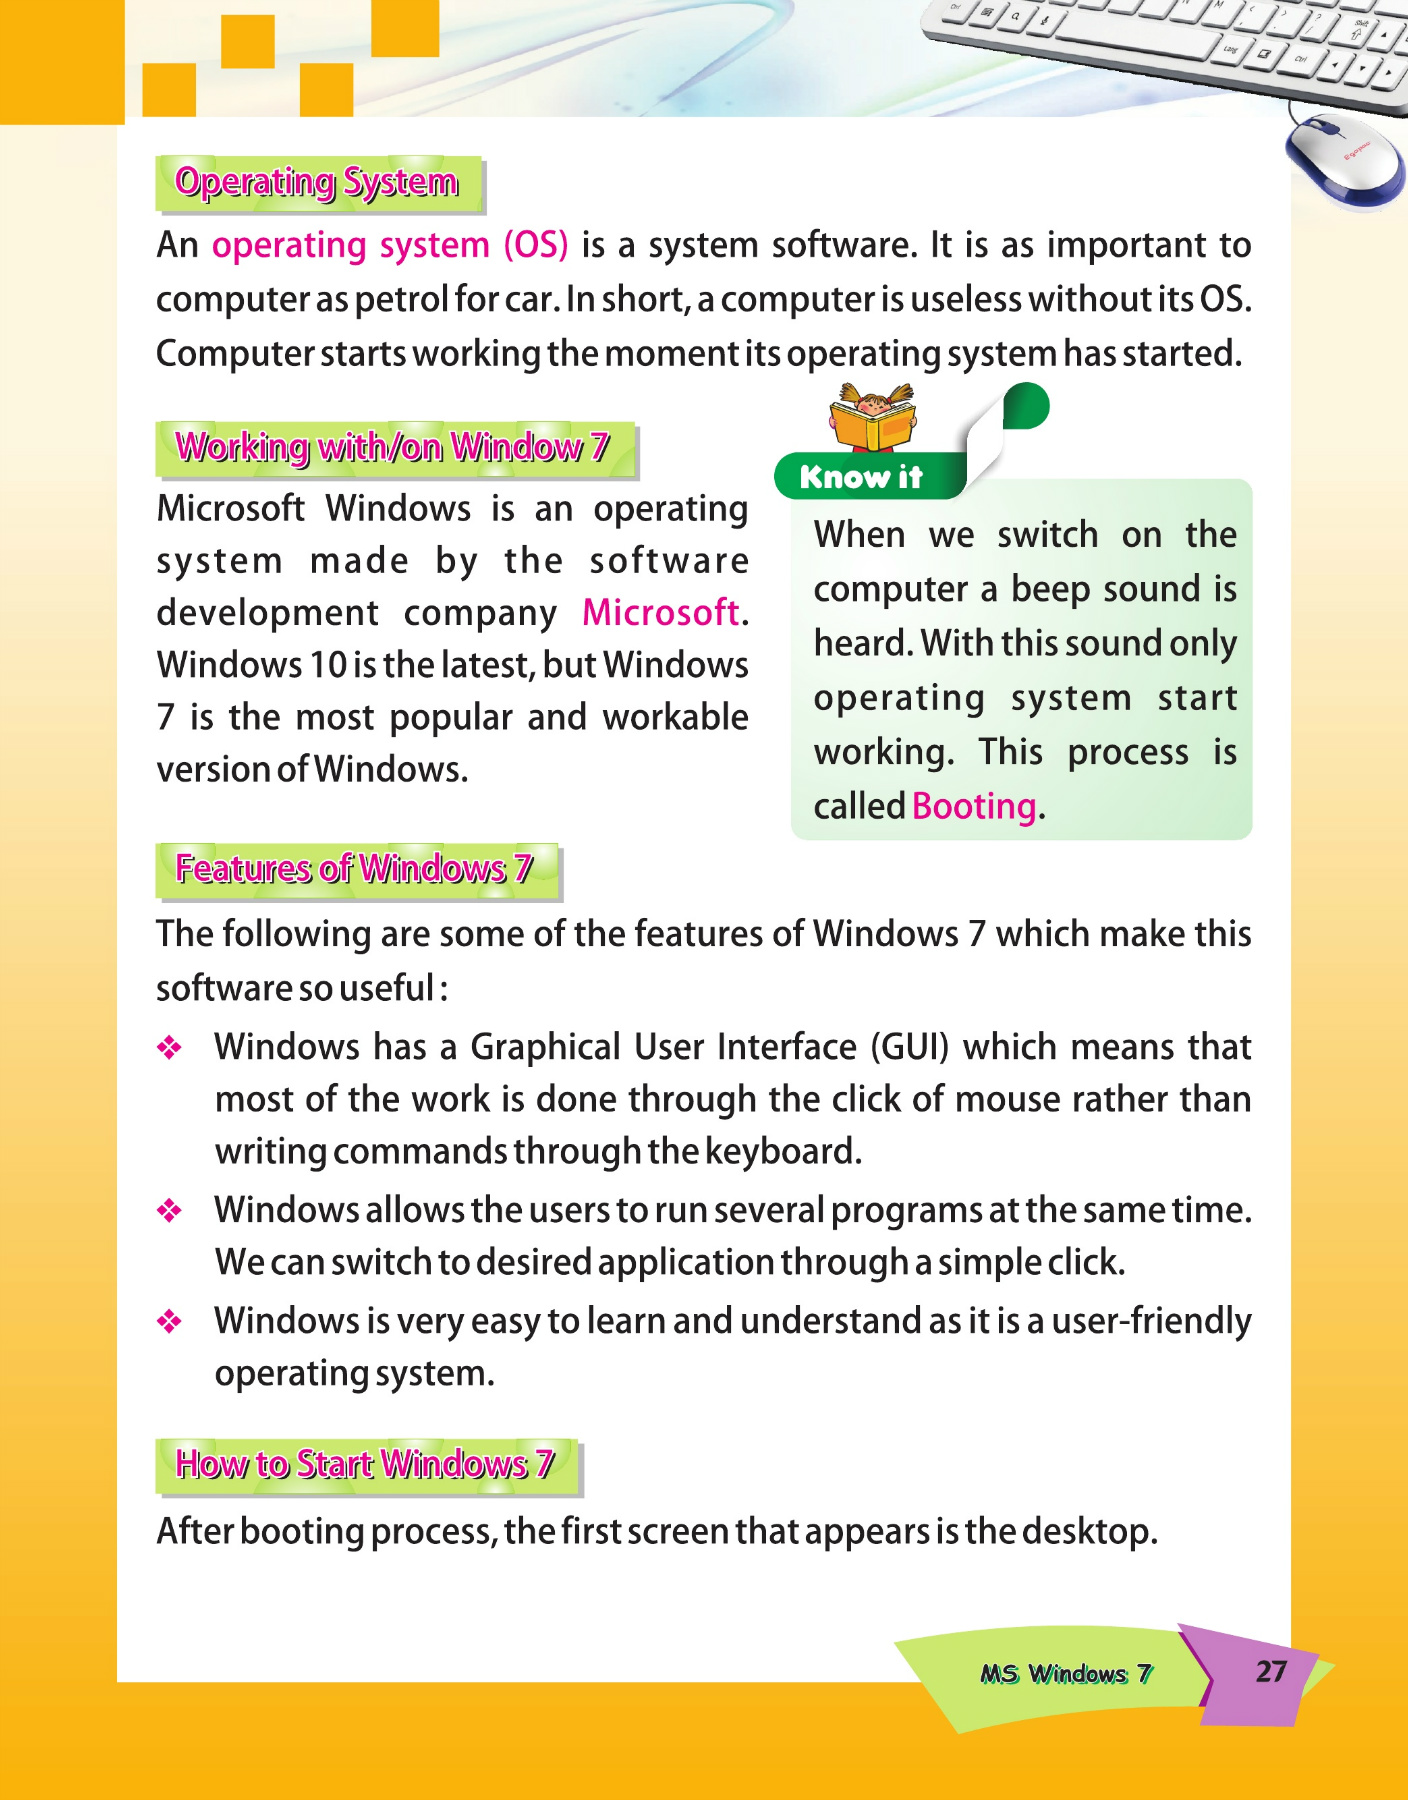 Operating System
An operating system (OS) is a system software. It is as important to
computer as petrol for car. In short, a computer is useless without its OS.
Computer starts working the moment its operating system has started.
Working with/on Window 7
Microsoft Windows is an operating
system made by the software
development company Microsoft.
Windows 10 is the latest, but Windows
7 is the most popular and workable
version of Windows.
Know it
When we switch on the
computer a beep sound is
heard. With this sound only
operating system start
working. This process is
called Booting.
Features of Windows 7
The following are some of the features of Windows 7 which make this
software so useful :
❖ Windows has a Graphical User Interface (GUI) which means that
most of the work is done through the click of mouse rather than
writing commands through the keyboard.
❖ Windows allows the users to run several programs at the same time.
We can switch to desired application through a simple click.
❖ Windows is very easy to learn and understand as it is a user-friendly
operating system.
How to Start Windows 7
After booting process, the first screen that appears is the desktop.
MS Windows 7
27